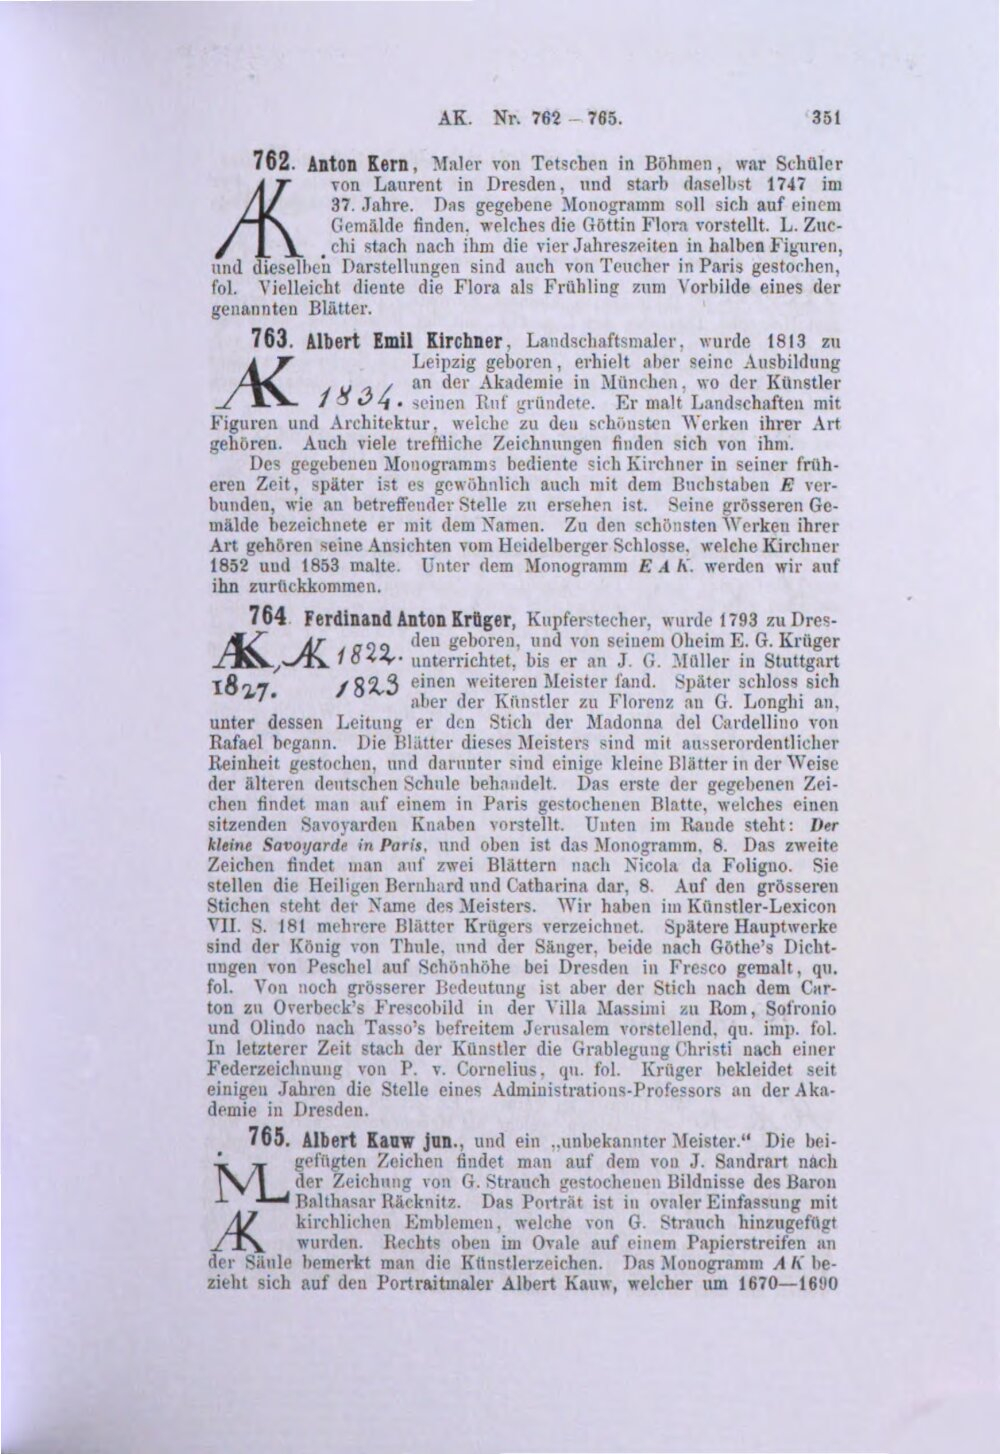 AK. Nr. 762 — 765. 351
762. Anton Kern, Maler von Tetschen in Böhmen, war Schüler
von Laurent in Dresden, und starb daselbst 1747 im
37. Jahre. Das gegebene Monogramm soll sich auf einem
Gemälde finden, welches die Göttin Flora vorstellt. L. Zuc-
AK. chi stach nach ihm die vier Jahreszeiten in halben Figuren,
und dieselben Darstellungen sind auch von Teucher in Paris gestochen,
fol. Vielleicht diente die Flora als Frühling zum Vorbilde eines der
genannten Blätter.
763. Albert Emil Kirchner, Landschaftsmaler, wurde 1813 zu
Leipzig geboren, erhielt aber seine Ausbildung
an der Akademie in München, wo der Künstler
AK 1834. seinen Ruf gründete. Er malt Landschaften mit
Figuren und Architektur, welche zu den schönsten Werken ihrer Art
gehören. Auch viele treffliche Zeichnungen finden sich von ihm.
Des gegebenen Monogramms bediente sich Kirchner in seiner früh-
eren Zeit, später ist es gewöhnlich auch mit dem Buchstaben E ver-
bunden, wie an betreffender Stelle zu ersehen ist. Seine grösseren Ge-
mälde bezeichnete er mit dem Namen. Zu den schönsten Werken ihrer
Art gehören seine Ansichten vom Heidelberger Schlosse, welche Kirchner
1852 und 1853 malte. Unter dem Monogramm E A K. werden wir auf
ihn zurückkommen.
764. Ferdinand Anton Krüger, Kupferstecher, wurde 1793 zu Dres-
den geboren, und von seinem Oheim E. G. Krüger
AK, AK 1822. unterrichtet, bis er an J. G. Müller in Stuttgart
1827. 1823 einen weiteren Meister fand. Später schloss sich
aber der Künstler zu Florenz an G. Longhi an,
unter dessen Leitung er den Stich der Madonna del Cardellino von
Rafael begann. Die Blätter dieses Meisters sind mit ausserordentlicher
Reinheit gestochen, und darunter sind einige kleine Blätter in der Weise
der älteren deutschen Schule behandelt. Das erste der gegebenen Zei-
chen findet man auf einem in Paris gestochenen Blatte, welches einen
sitzenden Savoyarden Knaben vorstellt. Unten im Rande steht: Der
kleine Savoyarde in Paris, und oben ist das Monogramm, 8. Das zweite
Zeichen findet man auf zwei Blättern nach Nicola da Foligno. Sie
stellen die Heiligen Bernhard und Catharina dar, 8. Auf den grösseren
Stichen steht der Name des Meisters. Wir haben im Künstler-Lexicon
VII. S. 181 mehrere Blätter Krügers verzeichnet. Spätere Hauptwerke
sind der König von Thule, und der Sänger, beide nach Göthe's Dicht-
ungen von Peschel auf Schönhöhe bei Dresden in Fresco gemalt, qu.
fol. Von noch grösserer Bedeutung ist aber der Stich nach dem Car-
ton zu Overbeck's Frescobild in der Villa Massimi zu Rom, Sofronio
und Olindo nach Tasso's befreitem Jerusalem vorstellend, qu. imp. fol.
In letzterer Zeit stach der Künstler die Grablegung Christi nach einer
Federzeichnung von P. v. Cornelius, qu. fol. Krüger bekleidet seit
einigen Jahren die Stelle eines Administrations-Professors an der Aka-
demie in Dresden.
765. Albert Kauw jun., und ein „unbekannter Meister.“ Die bei-
gefügten Zeichen findet man auf dem von J. Sandrart nach
ML der Zeichnung von G. Strauch gestochenen Bildnisse des Baron
Balthasar Räcknitz. Das Porträt ist in ovaler Einfassung mit
kirchlichen Emblemen, welche von G. Strauch hinzugefügt
AK wurden. Rechts oben im Ovale auf einem Papierstreifen an
der Säule bemerkt man die Künstlerzeichen. Das Monogramm A K be-
zieht sich auf den Portraitmaler Albert Kauw, welcher um 1670—1690